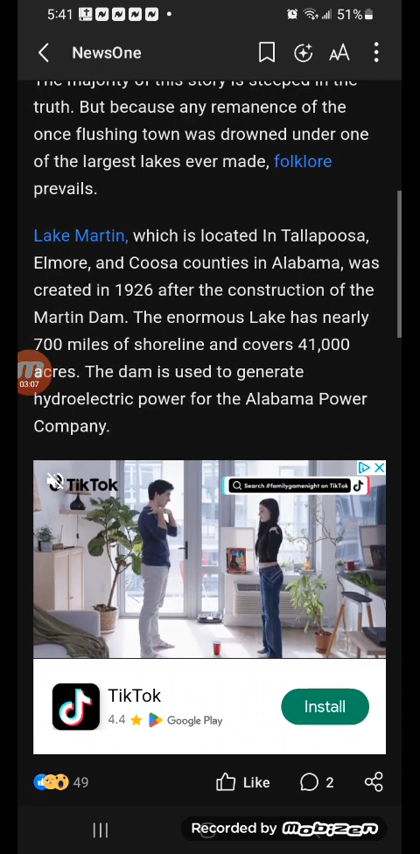 5:41
51%
NewsOne
AA
The majority of this story is steeped in the
truth. But because any remanence of the
once flushing town was drowned under one
of the largest lakes ever made, folklore
prevails.
Lake Martin, which is located In Tallapoosa,
Elmore, and Coosa counties in Alabama, was
created in 1926 after the construction of the
Martin Dam. The enormous Lake has nearly
700 miles of shoreline and covers 41,000
acres. The dam is used to generate
03:07
hydroelectric power for the Alabama Power
Company.
TikTok
Search #familygamenight on TikTok
TikTok
4.4 Google Play
Install
49 Like 2
Recorded by mobizen